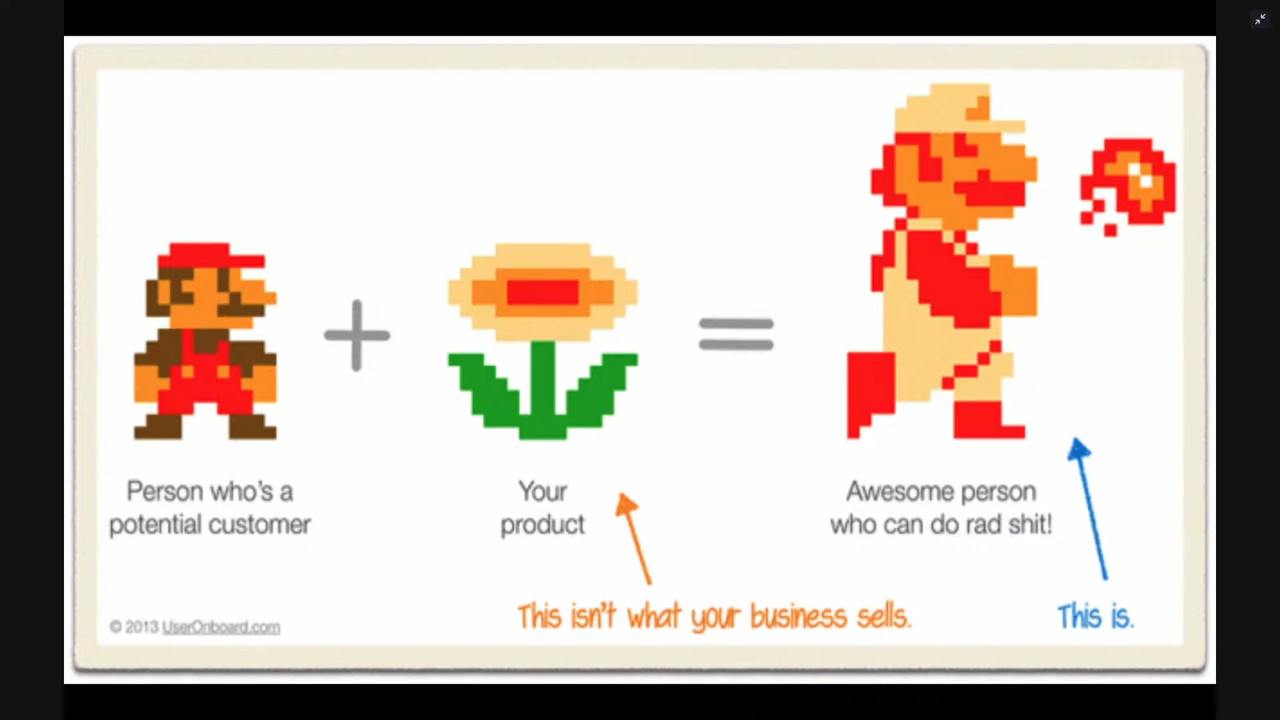 Person who's a
potential customer
Your
product
Awesome person
who can do rad shit!
This isn't what your business sells.
This is.
© 2013 UserOnboard.com